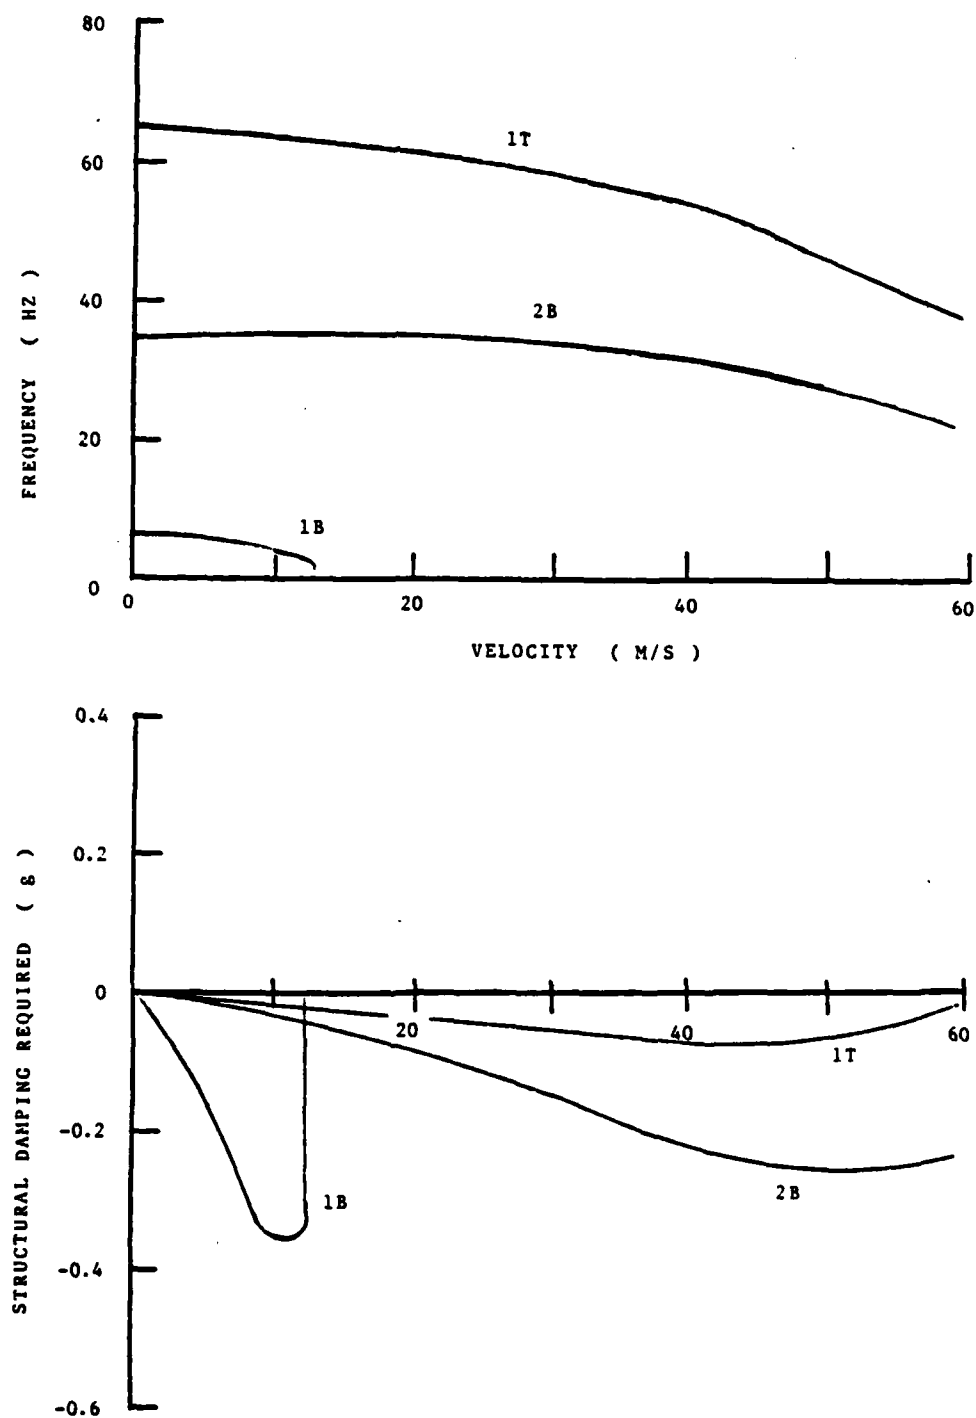 80
1T
60
FREQUENCY ( HZ )
40
2B
20
1B
0
0
20
40
60
VELOCITY ( M/S )
0.4
0.2
STRUCTURAL DAMPING REQUIRED ( g )
0
20
40
60
1T
-0.2
2B
1B
-0.4
-0.6